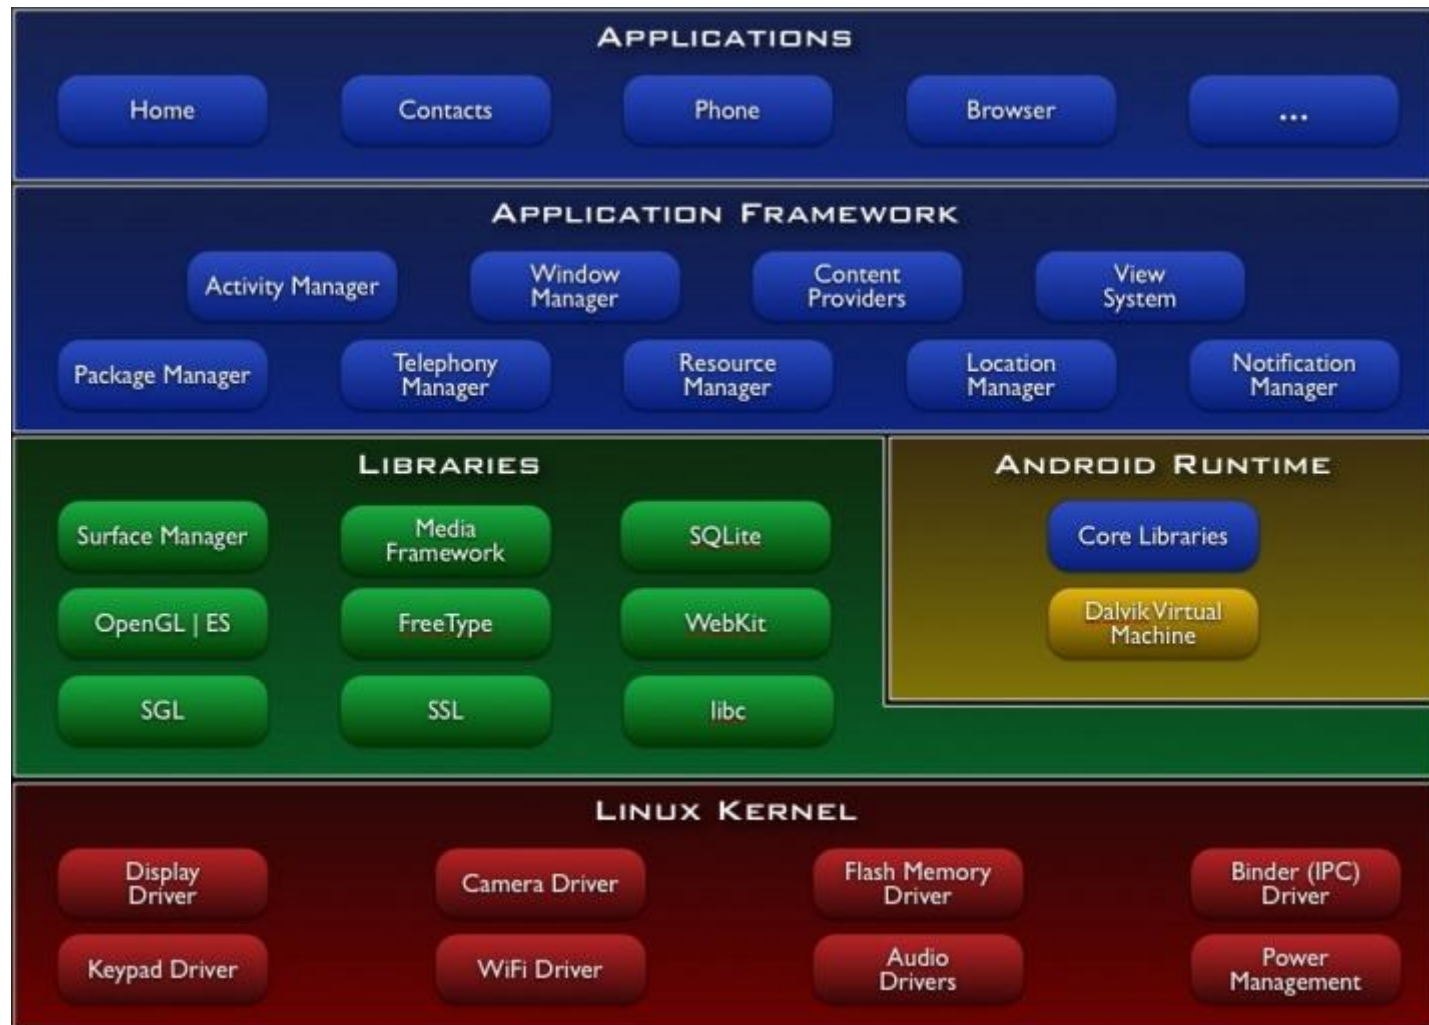 APPLICATIONS
Home
Contacts
Phone
Browser
...
APPLICATION FRAMEWORK
Activity Manager
Window
Manager
Content
Providers
View
System
Package Manager
Telephony
Manager
Resource
Manager
Location
Manager
Notification
Manager
LIBRARIES
Surface Manager
Media
Framework
SQLite
OpenGL | ES
FreeType
WebKit
SGL
SSL
libc
ANDROID RUNTIME
Core Libraries
Dalvik Virtual
Machine
LINUX KERNEL
Display
Driver
Camera Driver
Flash Memory
Driver
Binder (IPC)
Driver
Keypad Driver
WiFi Driver
Audio
Drivers
Power
Management